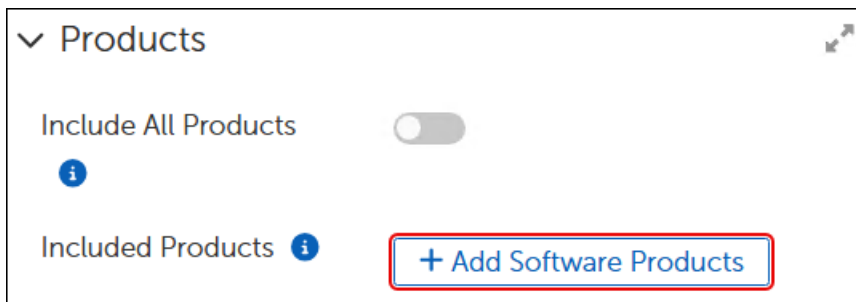 Products
Include All Products
Included Products
+ Add Software Products